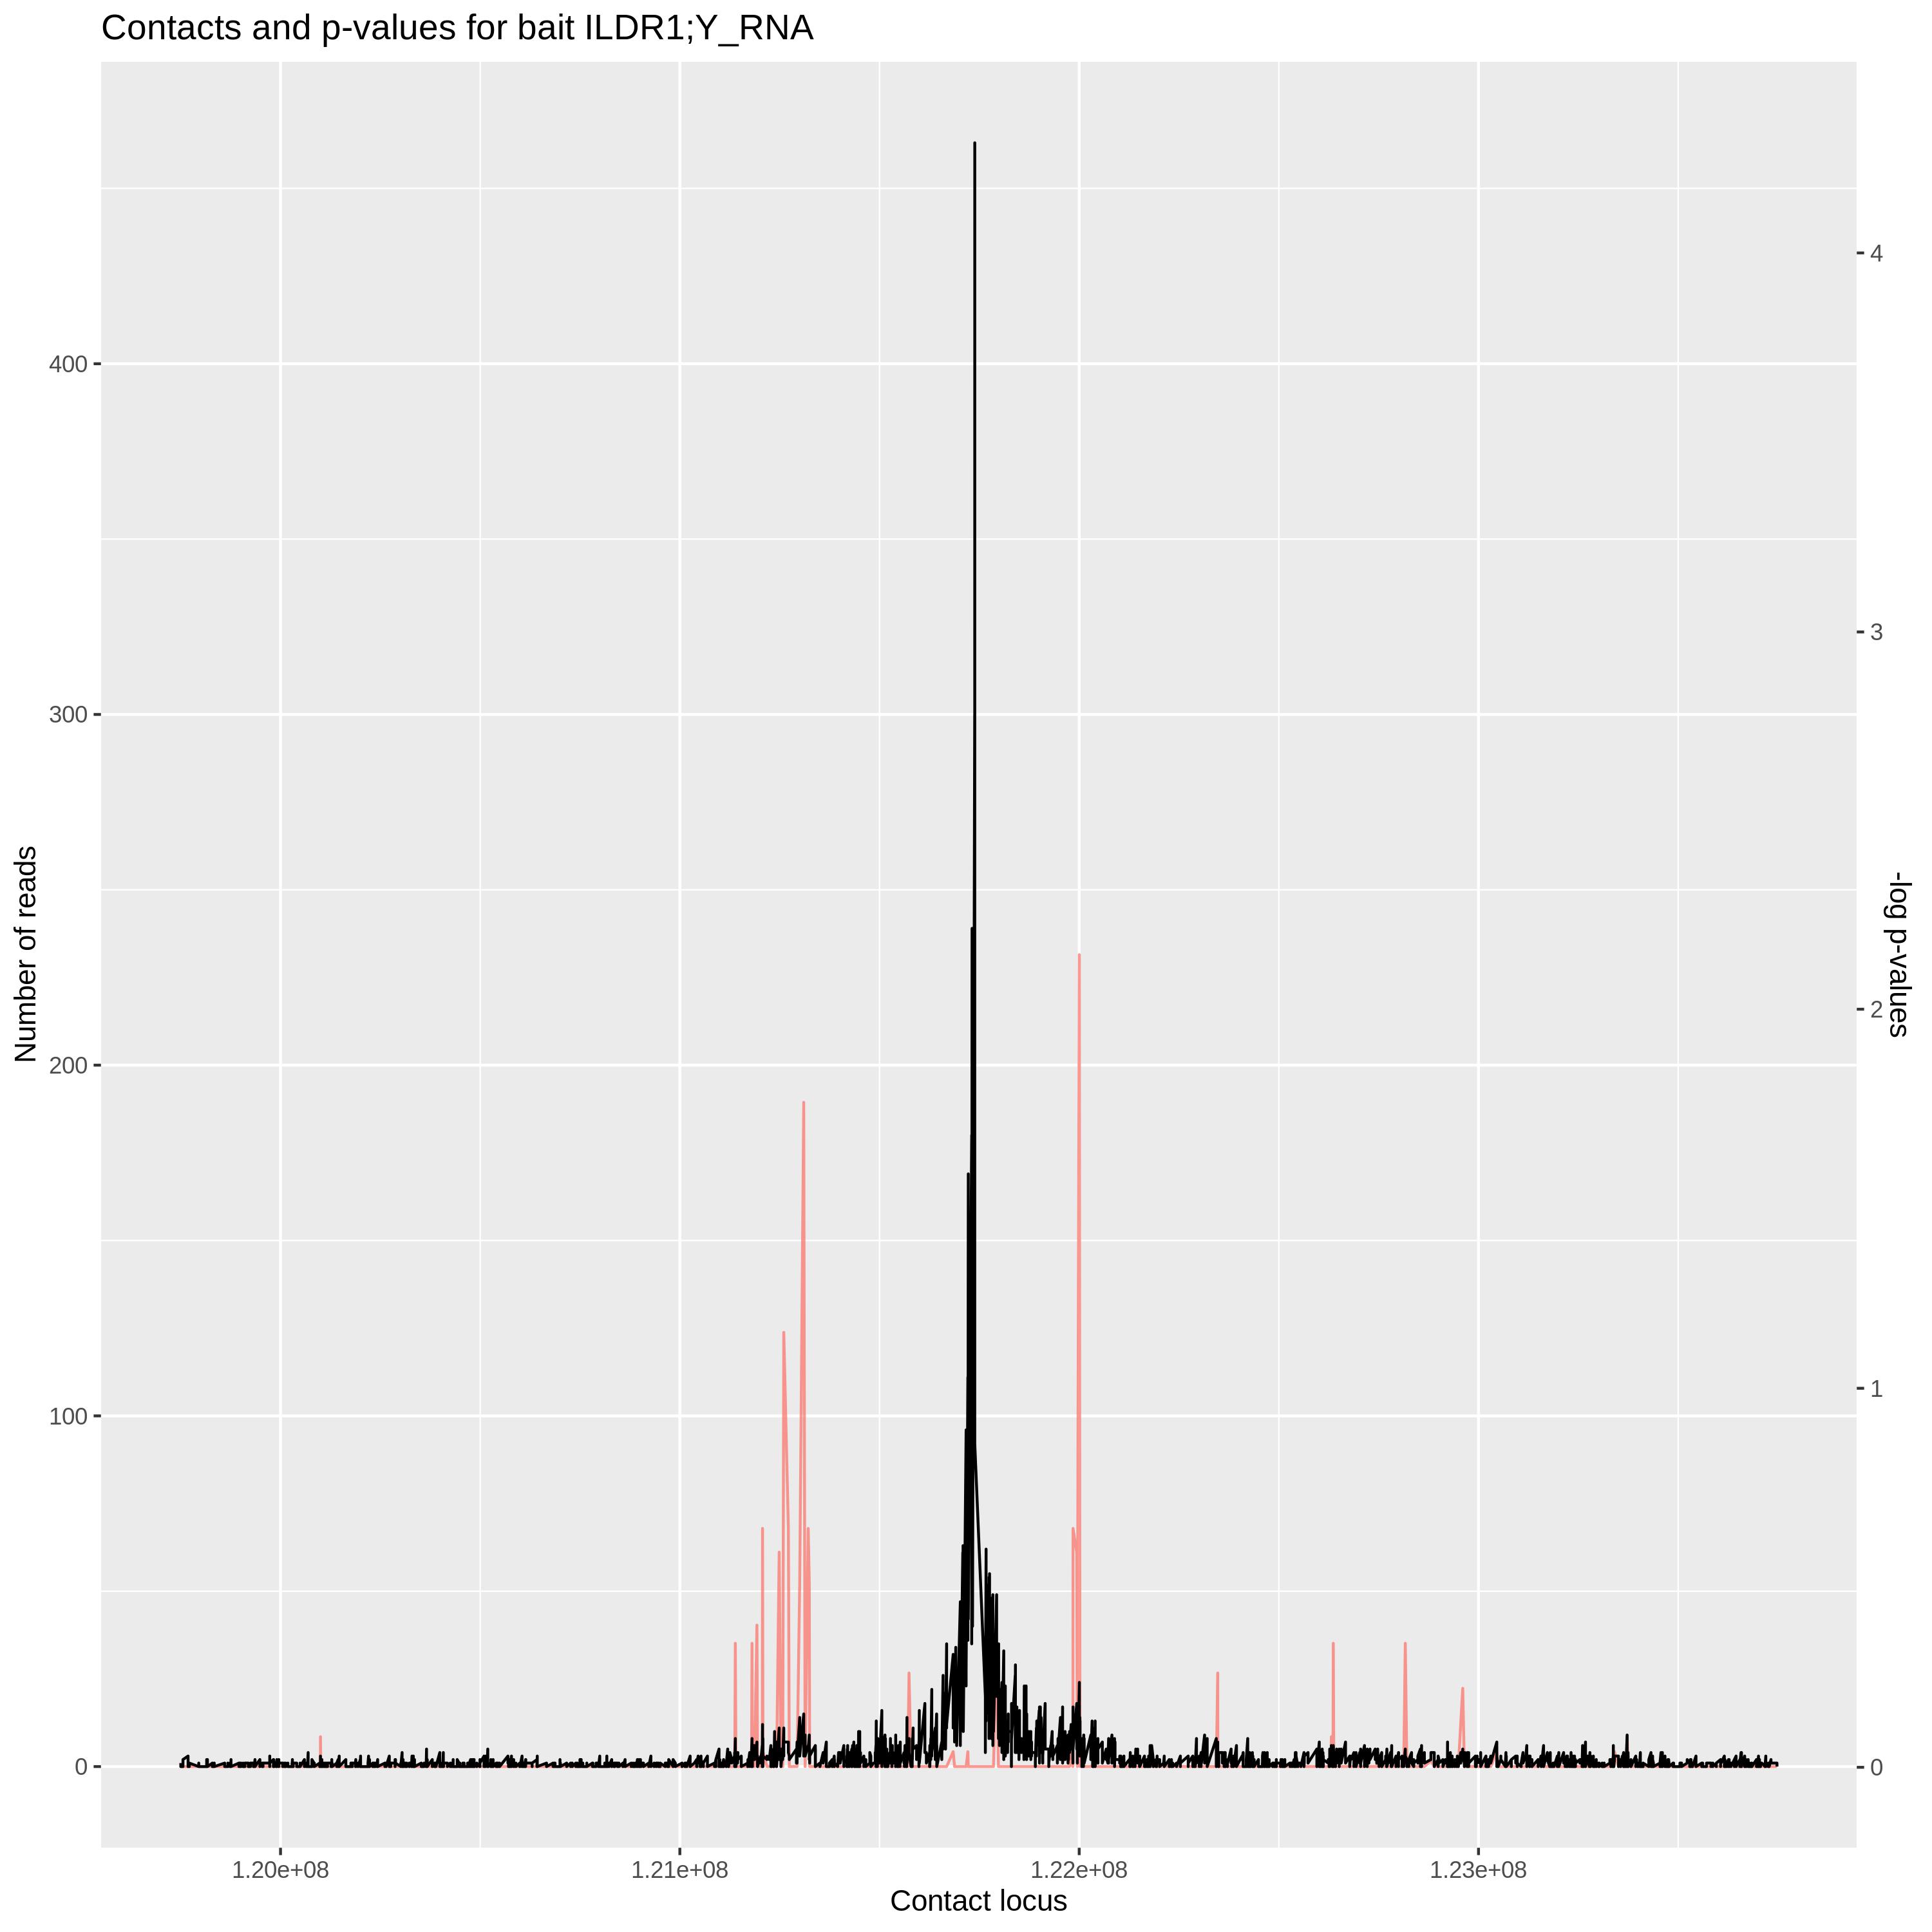 Contacts and p-values for bait ILDR1;Y_RNA
Number of reads
400
300
200
100
0
4
3
2
1
0
-log p-values
1.20e+08
1.21e+08
1.22e+08
1.23e+08
Contact locus